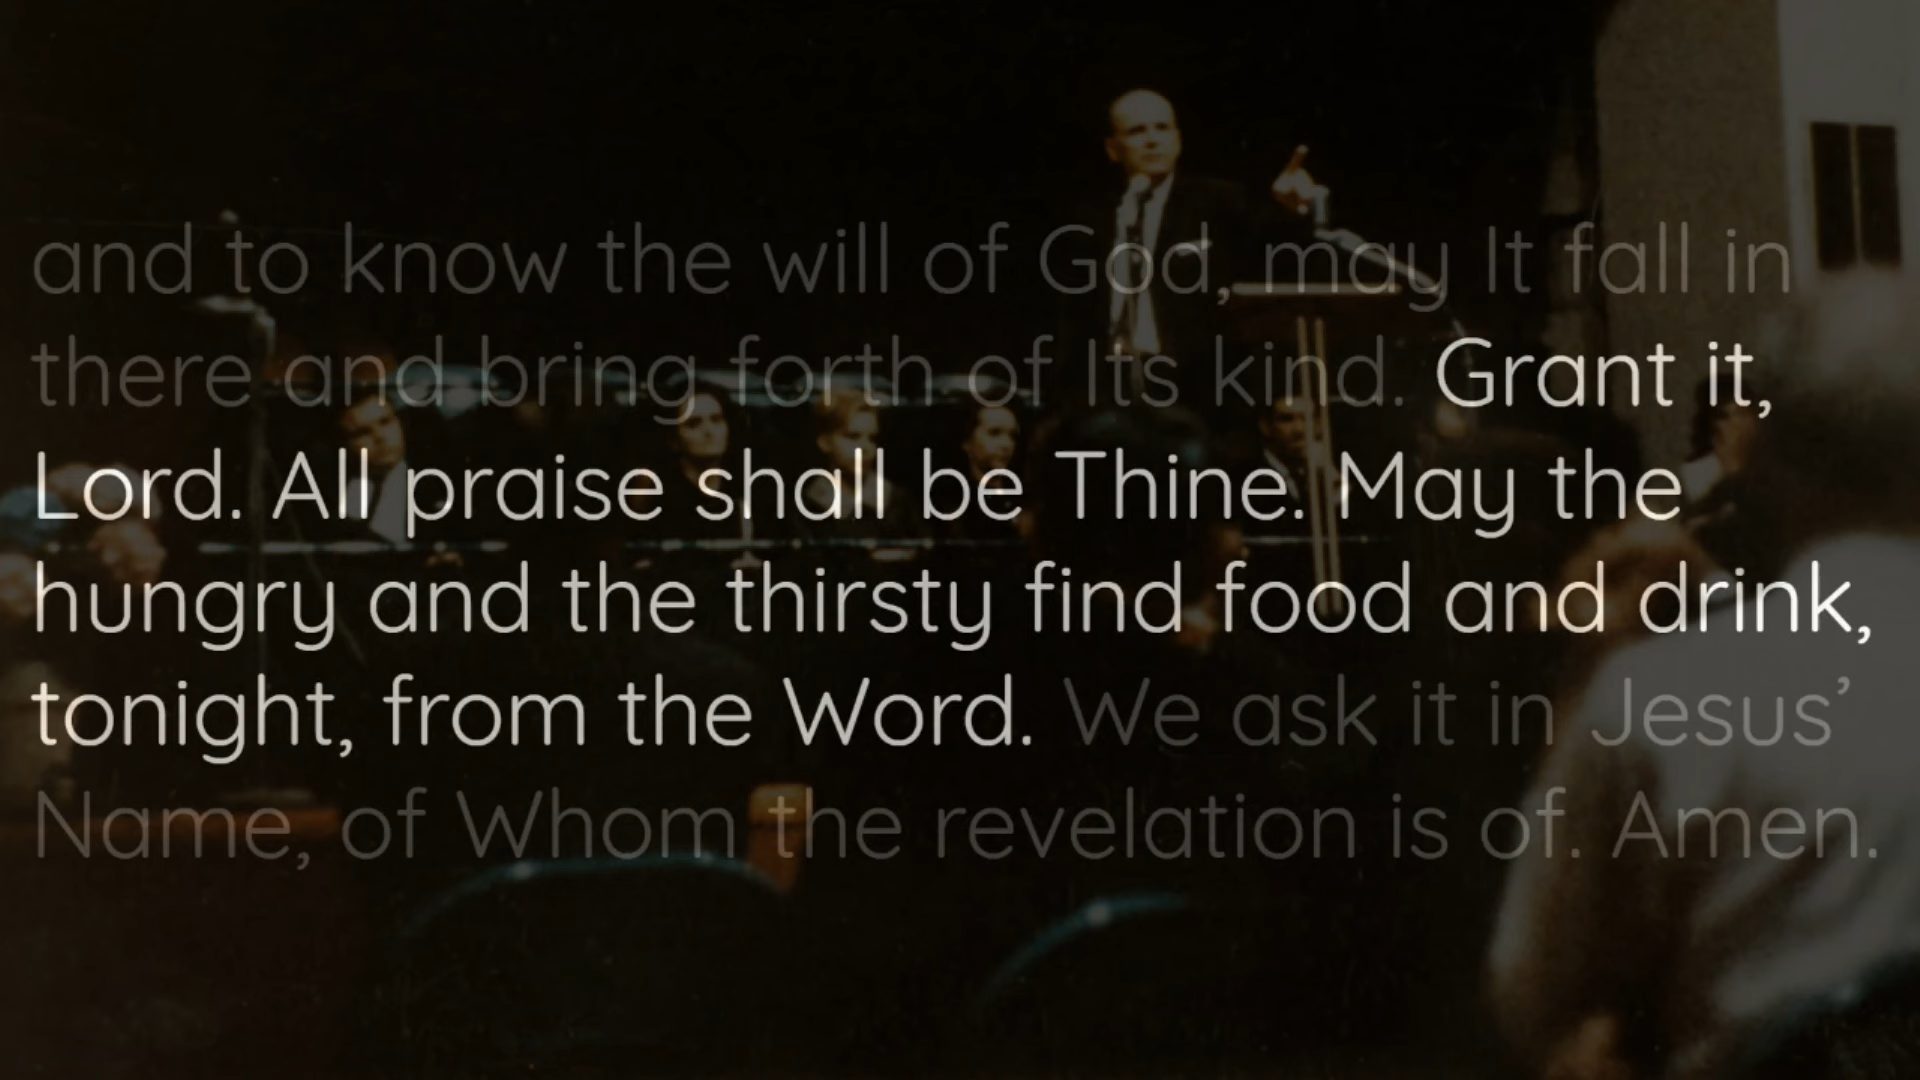 and to know the will of God, may It fall in
there and bring forth of Its kind. Grant it,
Lord. All praise shall be Thine. May the
hungry and the thirsty find food and drink,
tonight, from the Word. We ask it in Jesus’
Name, of Whom the revelation is of. Amen.